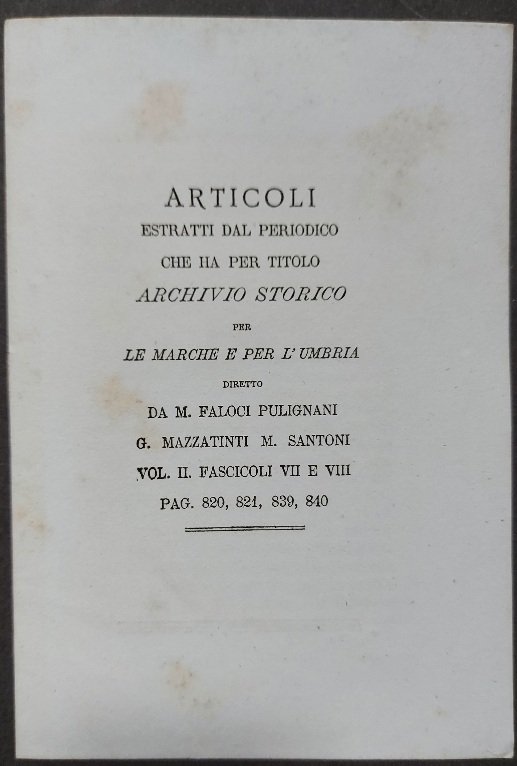 ARTICOLI
ESTRATTI DAL PERIODICO
CHE HA PER TITOLO
ARCHIVIO STORICO
PER
LE MARCHE E PER L'UMBRIA
DIRETTO
DA M. FALOCI PULIGNANI
G. MAZZATINTI M. SANTONI
VOL. II. FASCICOLI VII E VIII
PAG. 820, 821, 839, 840